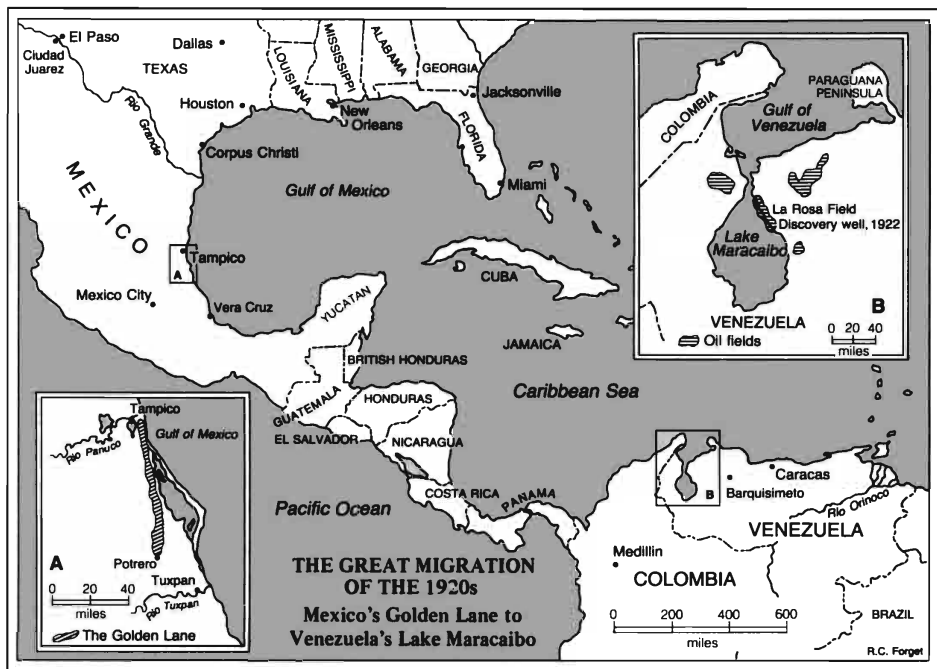 El Paso
Ciudad
Juarez
Dallas
TEXAS
LOUISIANA
MISSISSIPPI
ALABAMA
GEORGIA
Jacksonville
Houston
New
Orleans
FLORIDA
Rio
Grande
Corpus Christi
Miami
Gulf of Mexico
MEXICO
Tampico
A
Mexico City
Vera Cruz
YUCATAN
CUBA
JAMAICA
BRITISH HONDURAS
GUATEMALA
HONDURAS
EL SALVADOR
NICARAGUA
Caribbean Sea
COSTA RICA
PANAMA
Pacific Ocean
B
Caracas
Barquisimeto
Rio Orinoco
VENEZUELA
Medillin
COLOMBIA
BRAZIL
0 200 400 600
miles
R.C. Forget
THE GREAT MIGRATION
OF THE 1920s
Mexico's Golden Lane to
Venezuela's Lake Maracaibo
PARAGUANA
PENINSULA
COLOMBIA
Gulf of
Venezuela
La Rosa Field
Discovery well, 1922
Lake
Maracaibo
B
VENEZUELA
Oil fields
0 20 40
miles
Tampico
Gulf of Mexico
Rio Panuco
A
Potrero
Tuxpan
Rio Tuxpan
0 20 40
miles
The Golden Lane